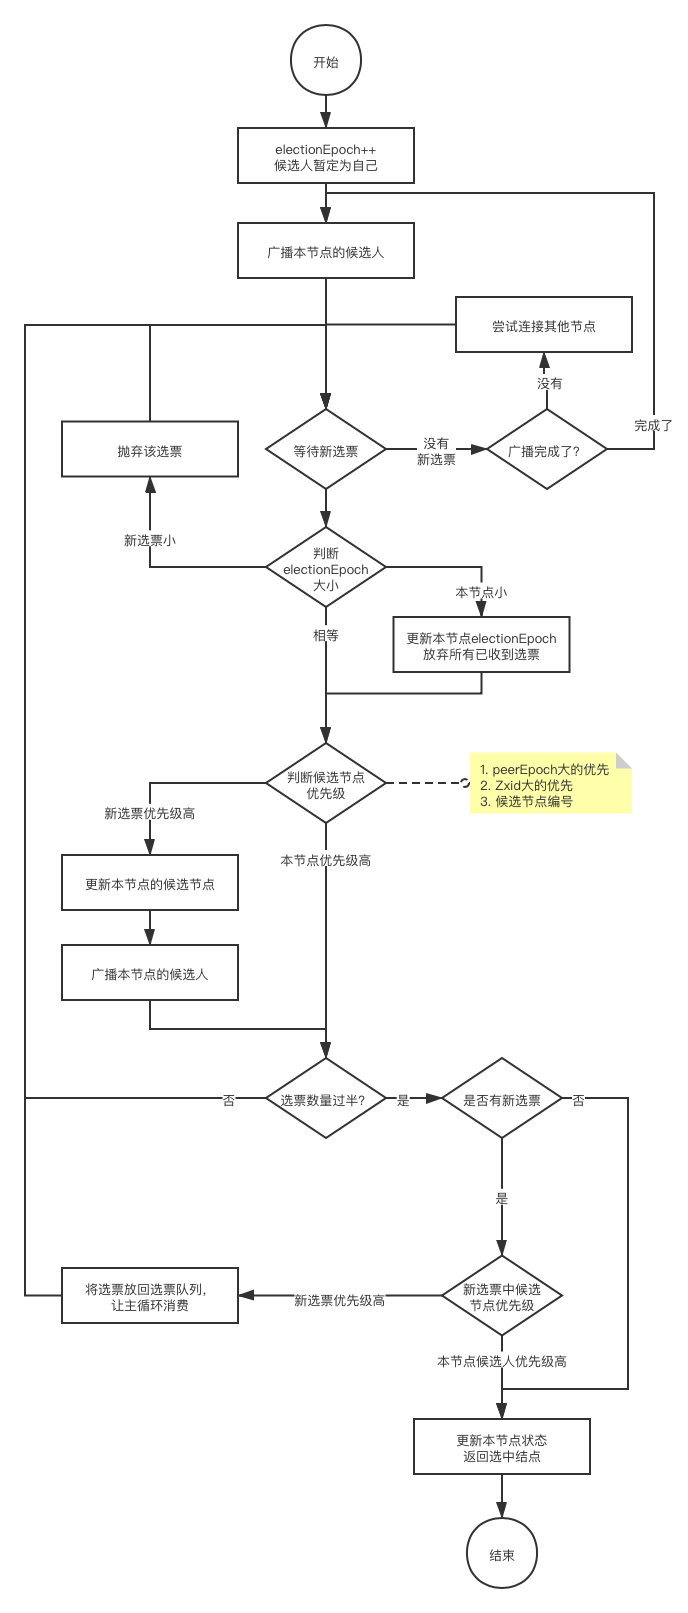 开始
electionEpoch++
候选人暂定为自己
广播本节点的候选人
尝试连接其他节点
没有
完成了
抛弃该选票
等待新选票
没有
新选票
广播完成了？
新选票小
判断
electionEpoch
大小
本节点小
相等
更新本节点electionEpoch
放弃所有已收到选票
判断候选节点
优先级
1. peerEpoch大的优先
2. Zxid大的优先
3. 候选节点编号
新选票优先级高
本节点优先级高
更新本节点的候选节点
广播本节点的候选人
否
选票数量过半？
是
是否有新选票
否
是
将选票放回选票队列，
让主循环消费
新选票优先级高
新选票中候选
节点优先级
本节点候选人优先级高
更新本节点状态
返回选中结点
结束